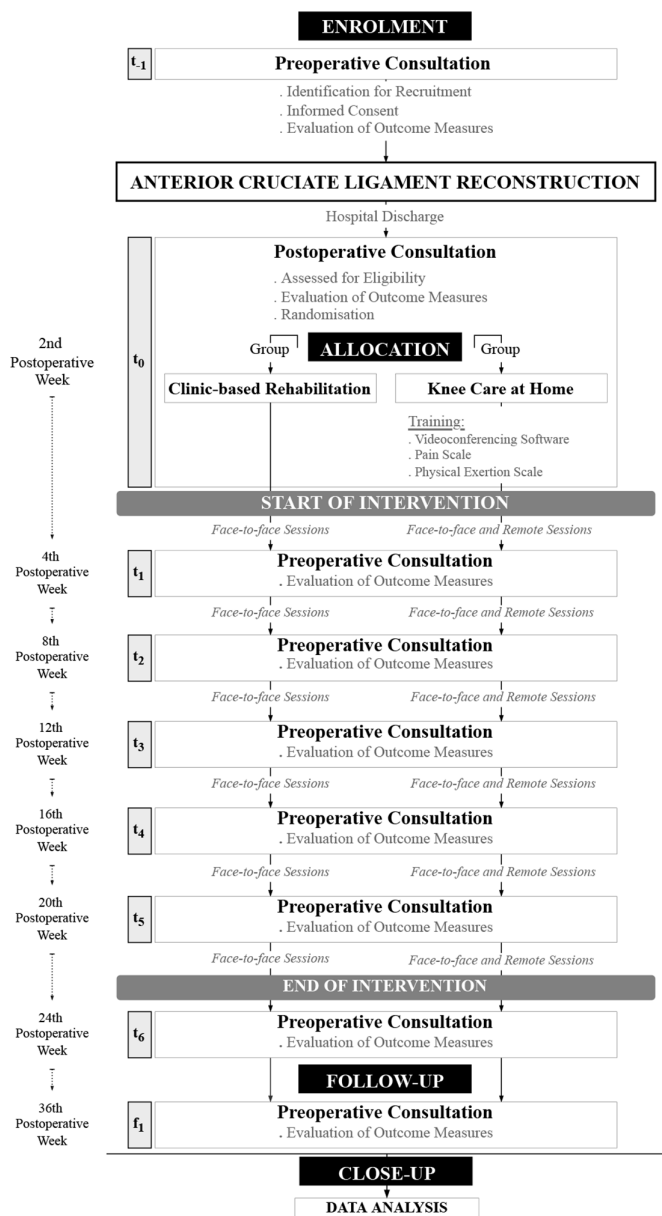 ENROLMENT
t-1
Preoperative Consultation
. Identification for Recruitment
. Informed Consent
. Evaluation of Outcome Measures
ANTERIOR CRUCIATE LIGAMENT RECONSTRUCTION
Hospital Discharge
2nd
Postoperative
Week
t0
Postoperative Consultation
. Assessed for Eligibility
. Evaluation of Outcome Measures
. Randomisation
Group ALLOCATION Group
Clinic-based Rehabilitation Knee Care at Home
Training:
. Videoconferencing Software
. Pain Scale
. Physical Exertion Scale
START OF INTERVENTION
Face-to-face Sessions Face-to-face and Remote Sessions
4th
Postoperative
Week
t1
Preoperative Consultation
. Evaluation of Outcome Measures
Face-to-face Sessions Face-to-face and Remote Sessions
8th
Postoperative
Week
t2
Preoperative Consultation
. Evaluation of Outcome Measures
Face-to-face Sessions Face-to-face and Remote Sessions
12th
Postoperative
Week
t3
Preoperative Consultation
. Evaluation of Outcome Measures
Face-to-face Sessions Face-to-face and Remote Sessions
16th
Postoperative
Week
t4
Preoperative Consultation
. Evaluation of Outcome Measures
Face-to-face Sessions Face-to-face and Remote Sessions
20th
Postoperative
Week
t5
Preoperative Consultation
. Evaluation of Outcome Measures
Face-to-face Sessions Face-to-face and Remote Sessions
END OF INTERVENTION
24th
Postoperative
Week
t6
Preoperative Consultation
. Evaluation of Outcome Measures
FOLLOW-UP
36th
Postoperative
Week
f1
Preoperative Consultation
. Evaluation of Outcome Measures
CLOSE-UP
DATA ANALYSIS